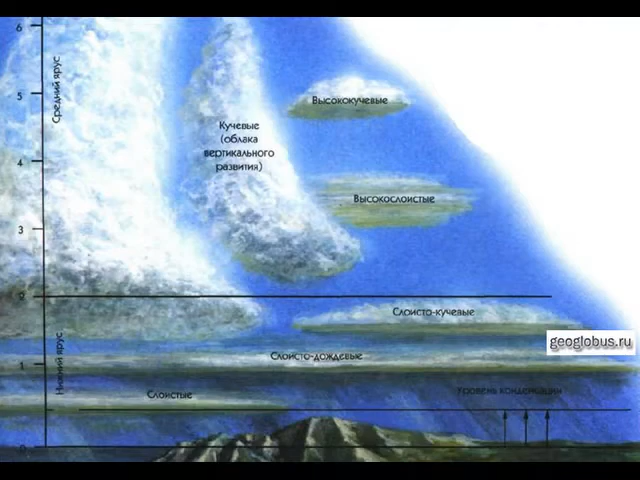 6
Средний ярус
5
Высококучевые
Кучевые
(облака
вертикального
развития)
4
Высокослоистые
3
2
Слоисто-кучевые
geoglobus.ru
Нижний ярус
Слоисто-дождевые
1
Слоистые
Уровень конденсации
0